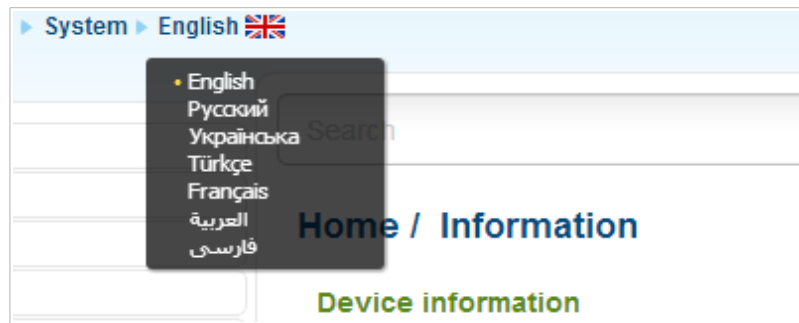 System English
English
Русский
Українська
Türkçe
Français
العربية
فارسی
Search
Home / Information
Device information